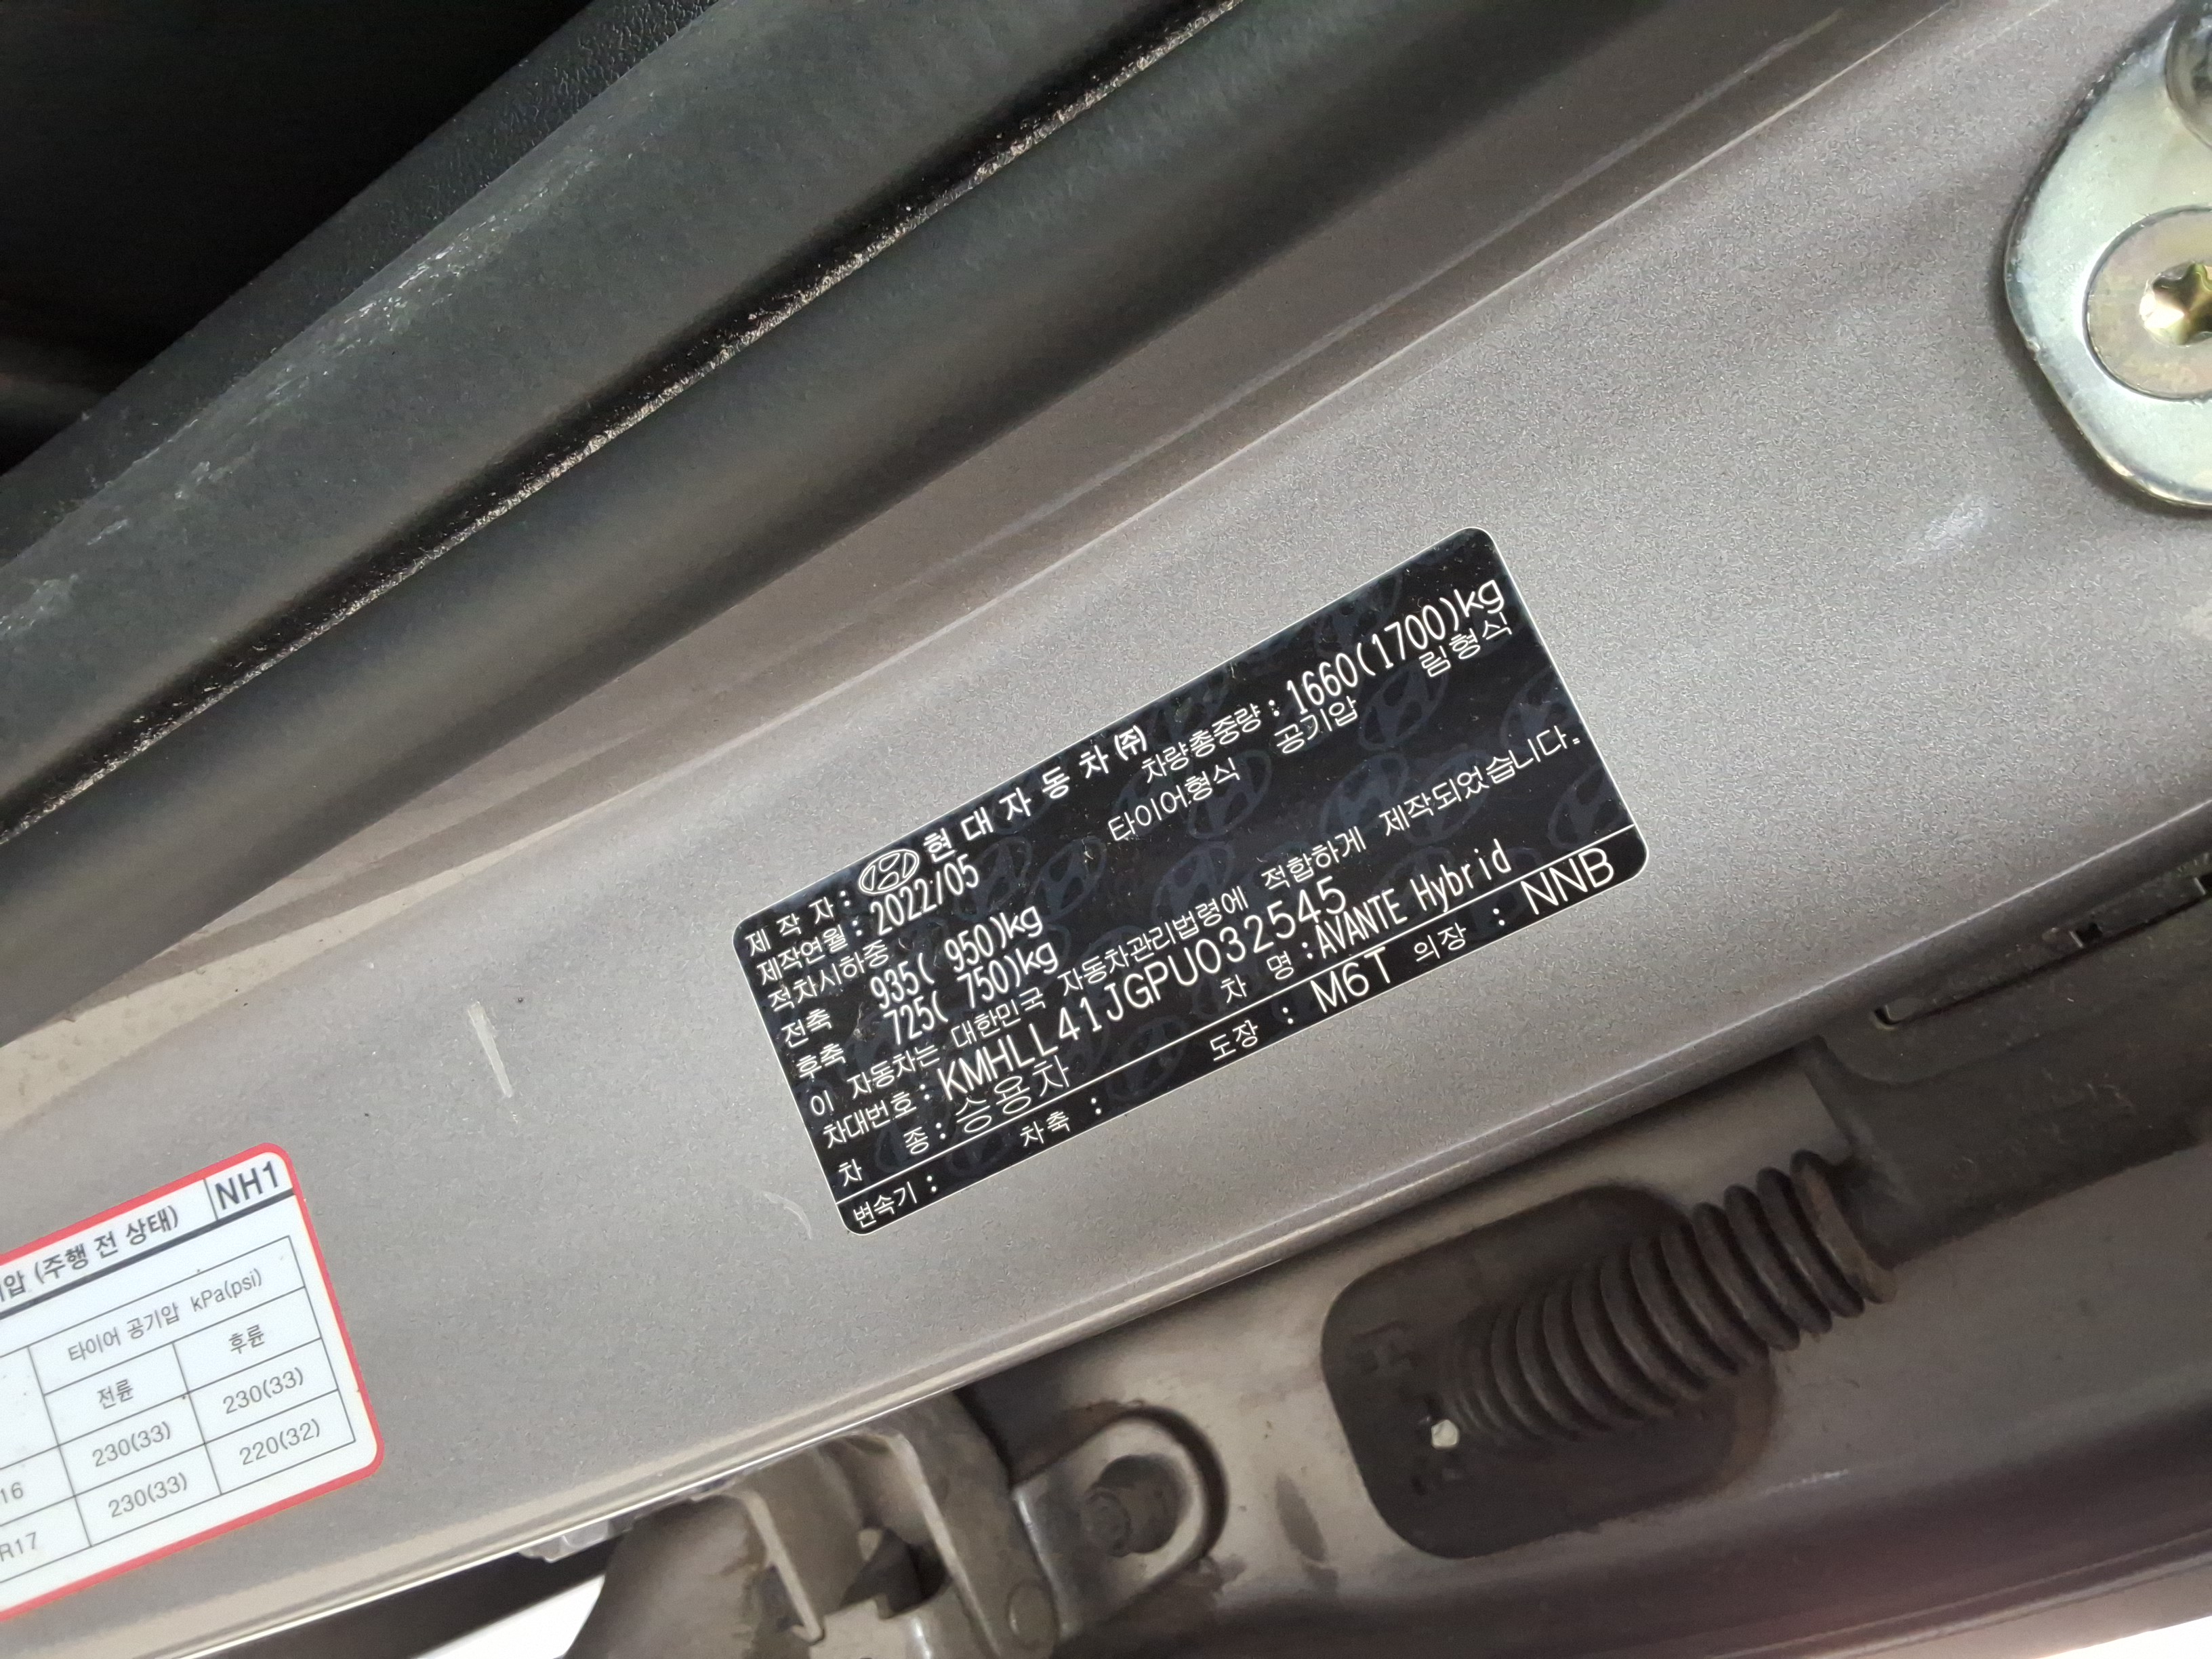 제 작 자 : 현 대 자 동 차 ㈜
제작연월 : 2022/05 차량총중량 : 1660(1700)kg
적차시하중 타이어형식 공기압 림형식
전축 935( 950)kg
후축 725( 750)kg
이 자동차는 대한민국 자동차관리법령에 적합하게 제작되었습니다.
차대번호 : KMHLL41JGPU032545
차 종 : 승용차 차 명 : AVANTE Hybrid
변속기 : 차축 : 도장 : M6T 의장 : NNB
압 (주행 전 상태) NH1
타이어 공기압 kPa(psi)
전륜 후륜
16 230(33) 230(33)
R17 230(33) 220(32)